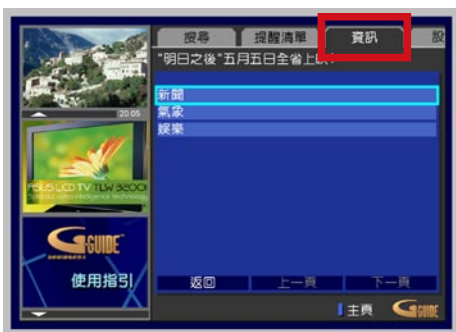 搜尋 提醒清單 資訊 設
"明日之後"五月五日全省上
新聞
氣象
娛樂
20:05
ASUS LCD TV TLW 32001
G-GUIDE
使用指引
返回 上一頁 下一頁
主頁 G-GUIDE